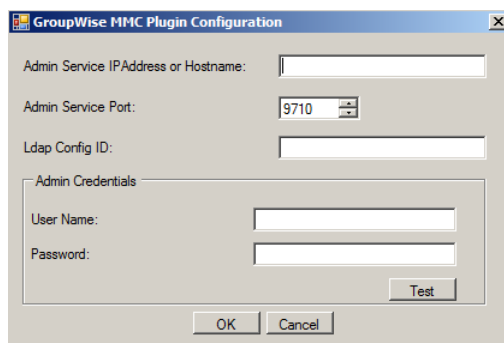 GroupWise MMC Plugin Configuration
Admin Service IPAddress or Hostname:
Admin Service Port: 9710
Ldap Config ID:
Admin Credentials
User Name:
Password:
Test
OK Cancel